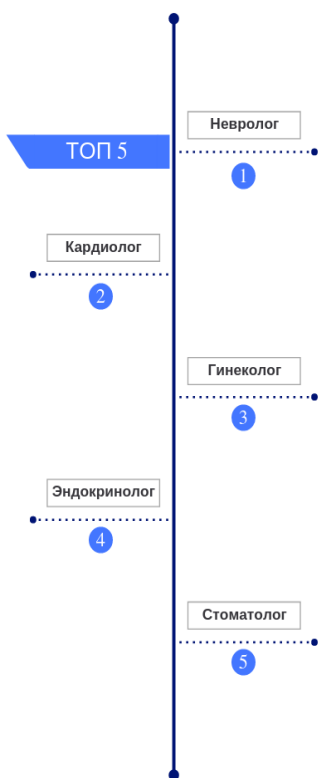 ТОП 5
Невролог
1
Кардиолог
2
Гинеколог
3
Эндокринолог
4
Стоматолог
5